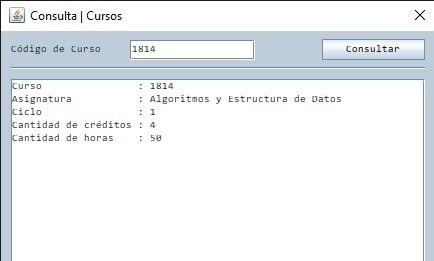 Consulta | Cursos
Código de Curso 1814 Consultar
Curso : 1814
Asignatura : Algoritmos y Estructura de Datos
Ciclo : 1
Cantidad de créditos : 4
Cantidad de horas : 50